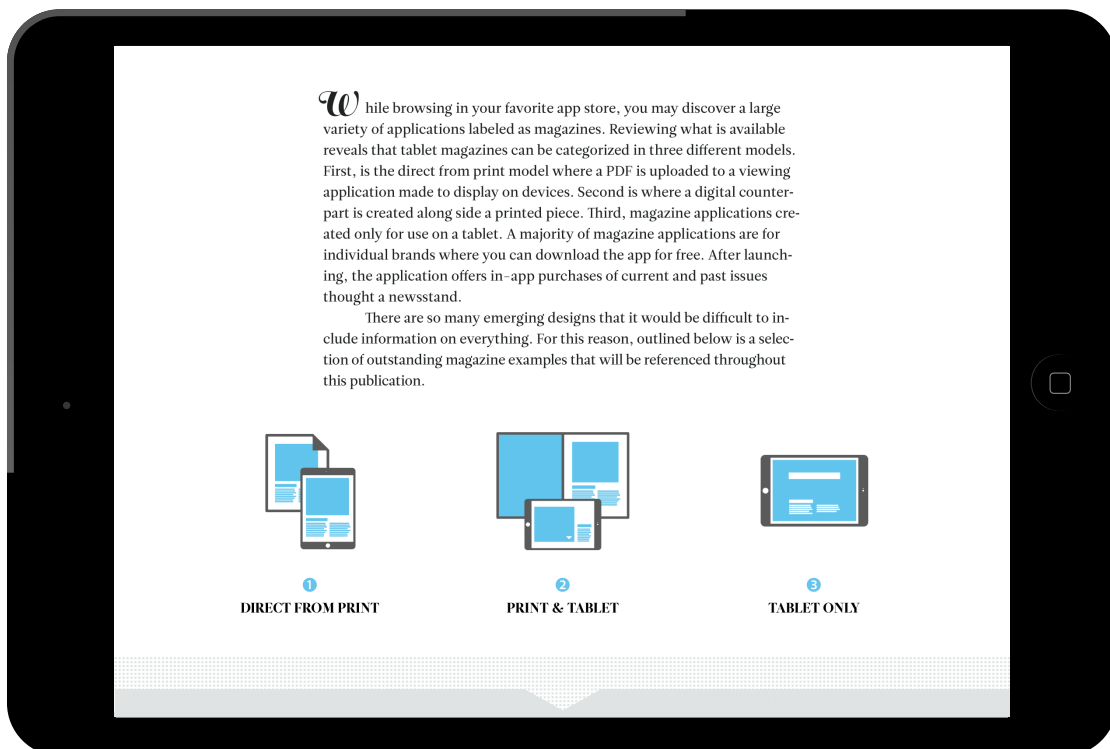 While browsing in your favorite app store, you may discover a large
variety of applications labeled as magazines. Reviewing what is available
reveals that tablet magazines can be categorized in three different models.
First, is the direct from print model where a PDF is uploaded to a viewing
application made to display on devices. Second is where a digital counter-
part is created along side a printed piece. Third, magazine applications cre-
ated only for use on a tablet. A majority of magazine applications are for
individual brands where you can download the app for free. After launch-
ing, the application offers in-app purchases of current and past issues
thought a newsstand.
There are so many emerging designs that it would be difficult to in-
clude information on everything. For this reason, outlined below is a selec-
tion of outstanding magazine examples that will be referenced throughout
this publication.
1
DIRECT FROM PRINT
2
PRINT & TABLET
3
TABLET ONLY